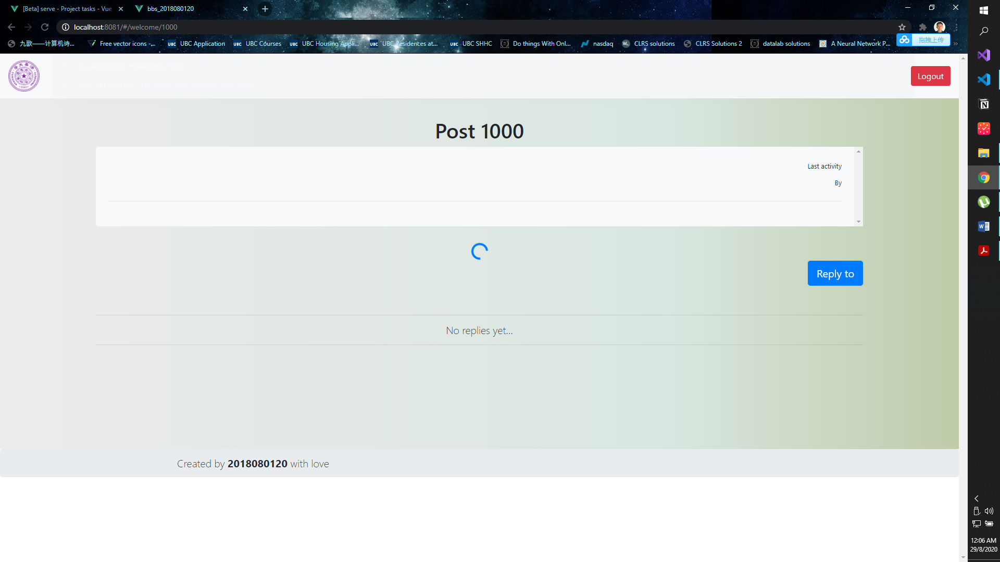 [Beta] serve - Project tasks - Vue
bbs_2018080120
localhost:8081/#/welcome/1000
九歌——计算机诗...
Free vector icons -...
UBC Application
UBC Courses
UBC Housing Appli...
UBC Residences at...
UBC SHHC
Do things With Onl...
nasdaq
CLRS solutions
CLRS Solutions 2
datalab solutions
A Neural Network P...
拖拽上传
Logout
Post 1000
Last activity
By
Reply to
No replies yet...
Created by 2018080120 with love
12:06 AM
29/8/2020